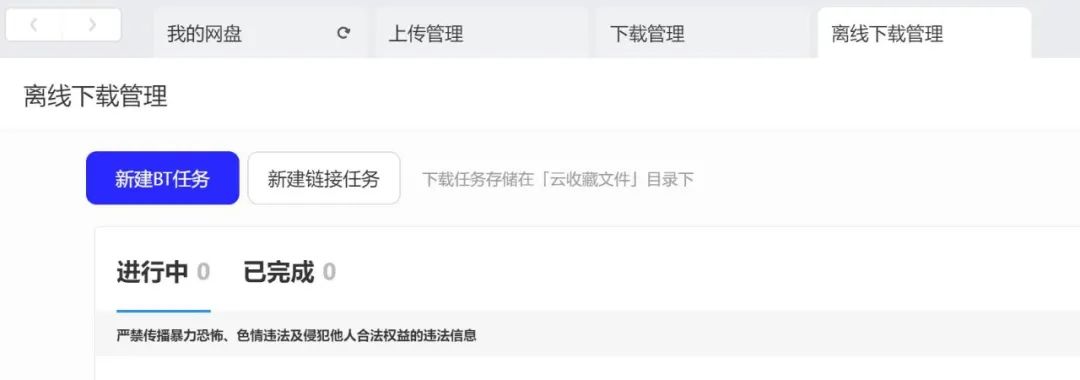 我的网盘 上传管理 下载管理 离线下载管理
离线下载管理
新建BT任务 新建链接任务 下载任务存储在「云收藏文件」目录下
进行中 0 已完成 0
严禁传播暴力恐怖、色情违法及侵犯他人合法权益的违法信息